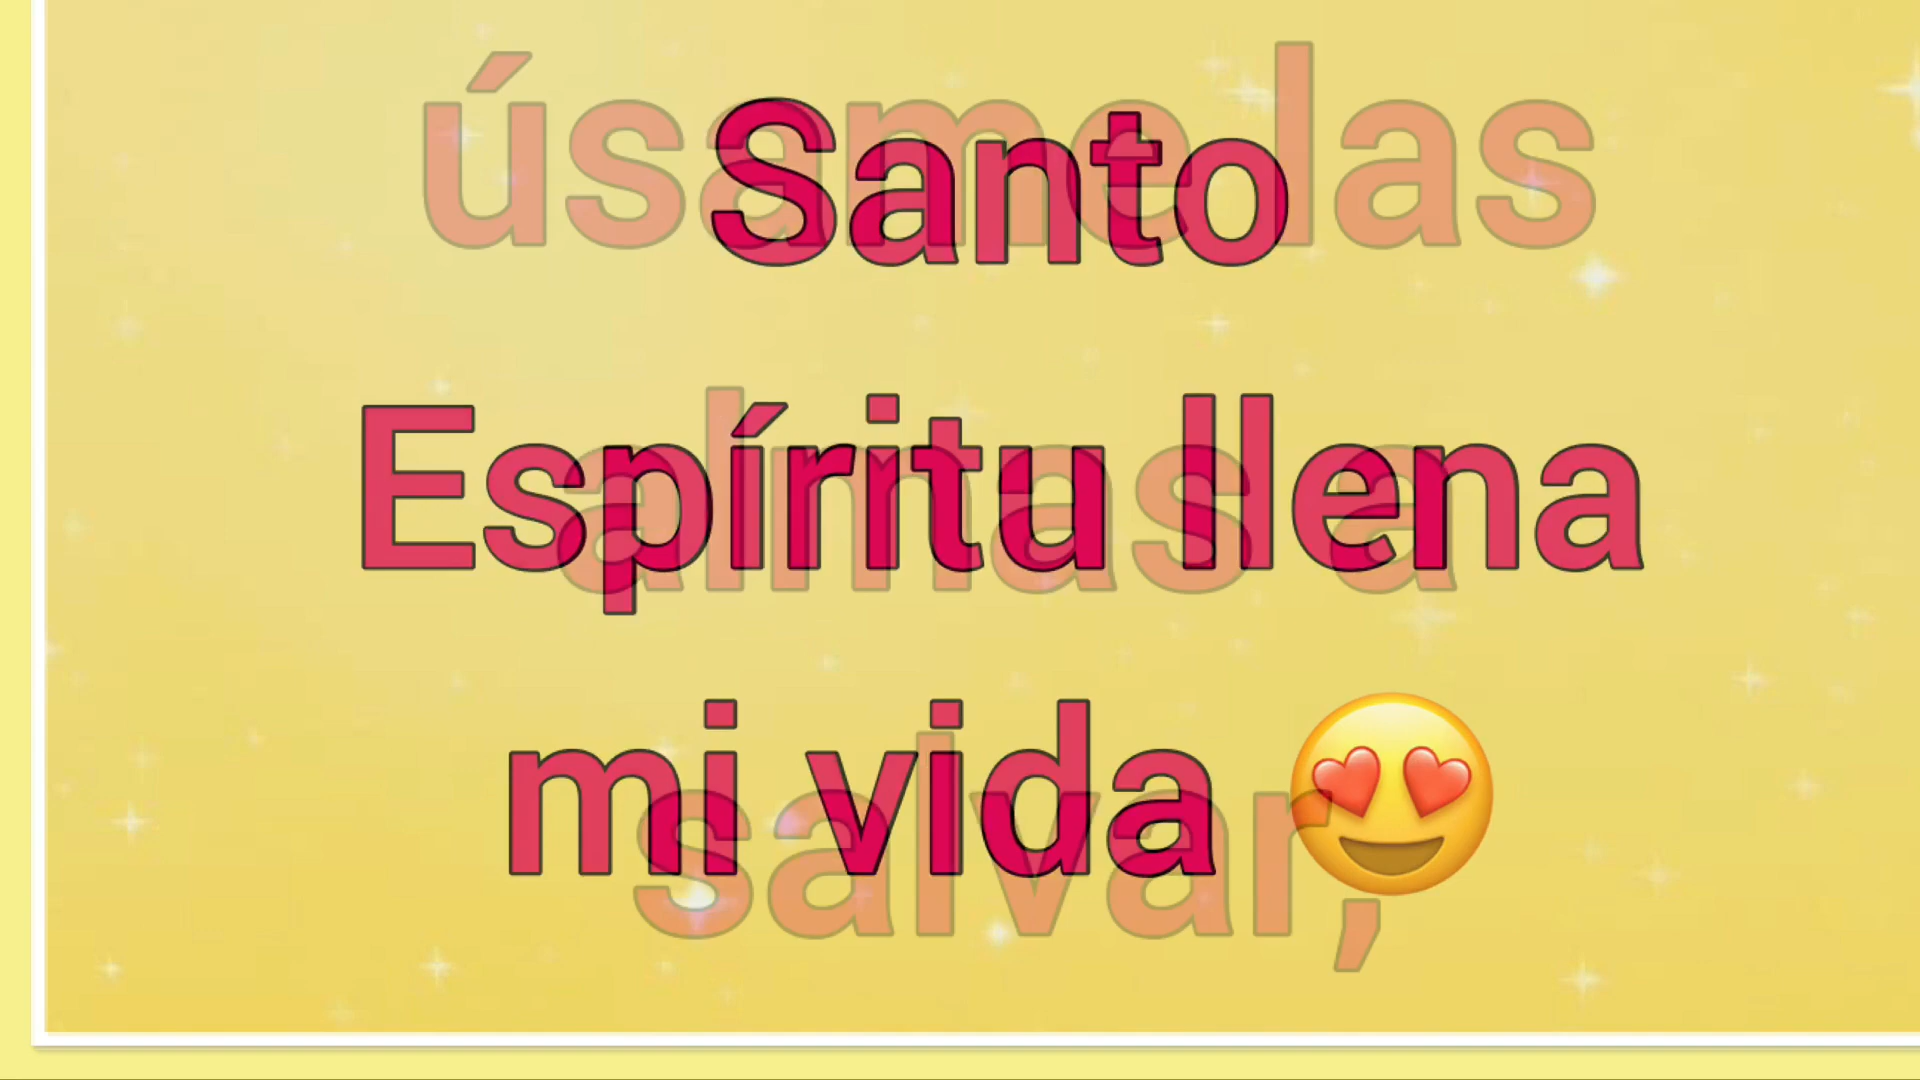 úsame las
almas a
salvar,
Santo
Espíritu llena
mi vida 😍